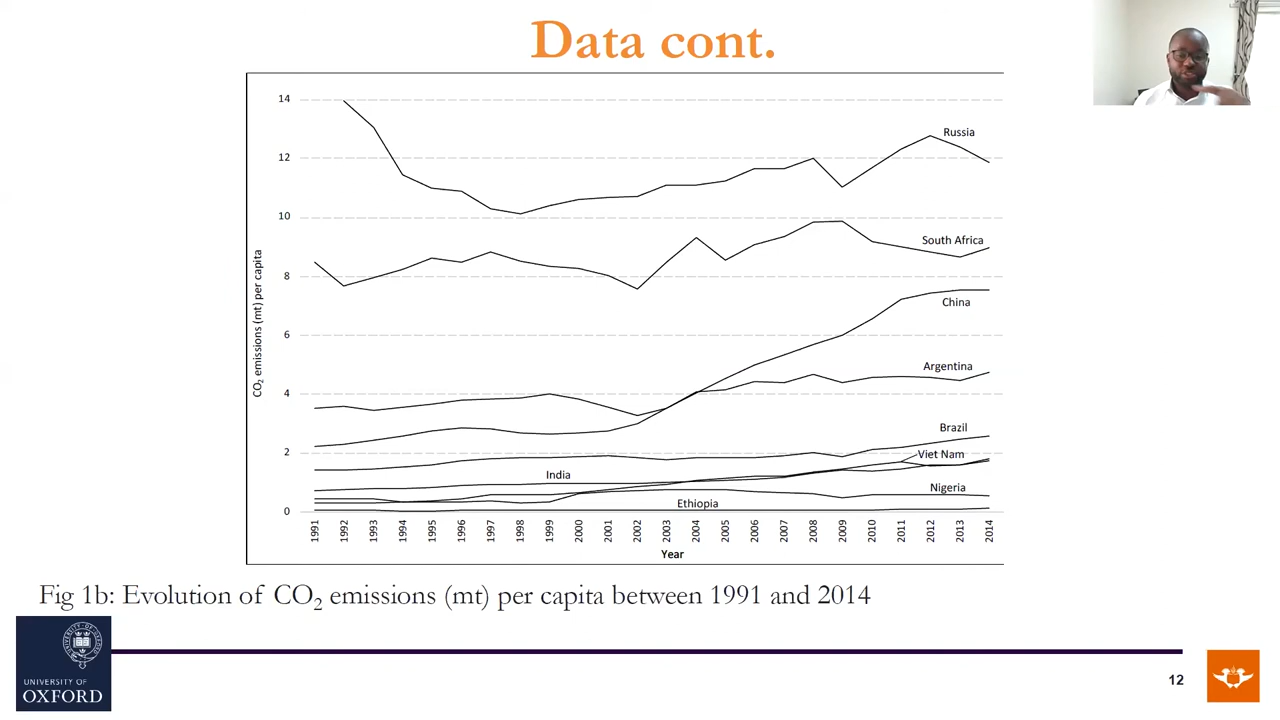 Data cont.
14
12
10
8
6
4
2
0
CO2 emissions (mt) per capita
Russia
South Africa
China
Argentina
Brazil
Viet Nam
India
Nigeria
Ethiopia
1991 1992 1993 1994 1995 1996 1997 1998 1999 2000 2001 2002 2003 2004 2005 2006 2007 2008 2009 2010 2011 2012 2013 2014
Year
Fig 1b: Evolution of CO2 emissions (mt) per capita between 1991 and 2014
UNIVERSITY OF
OXFORD
12